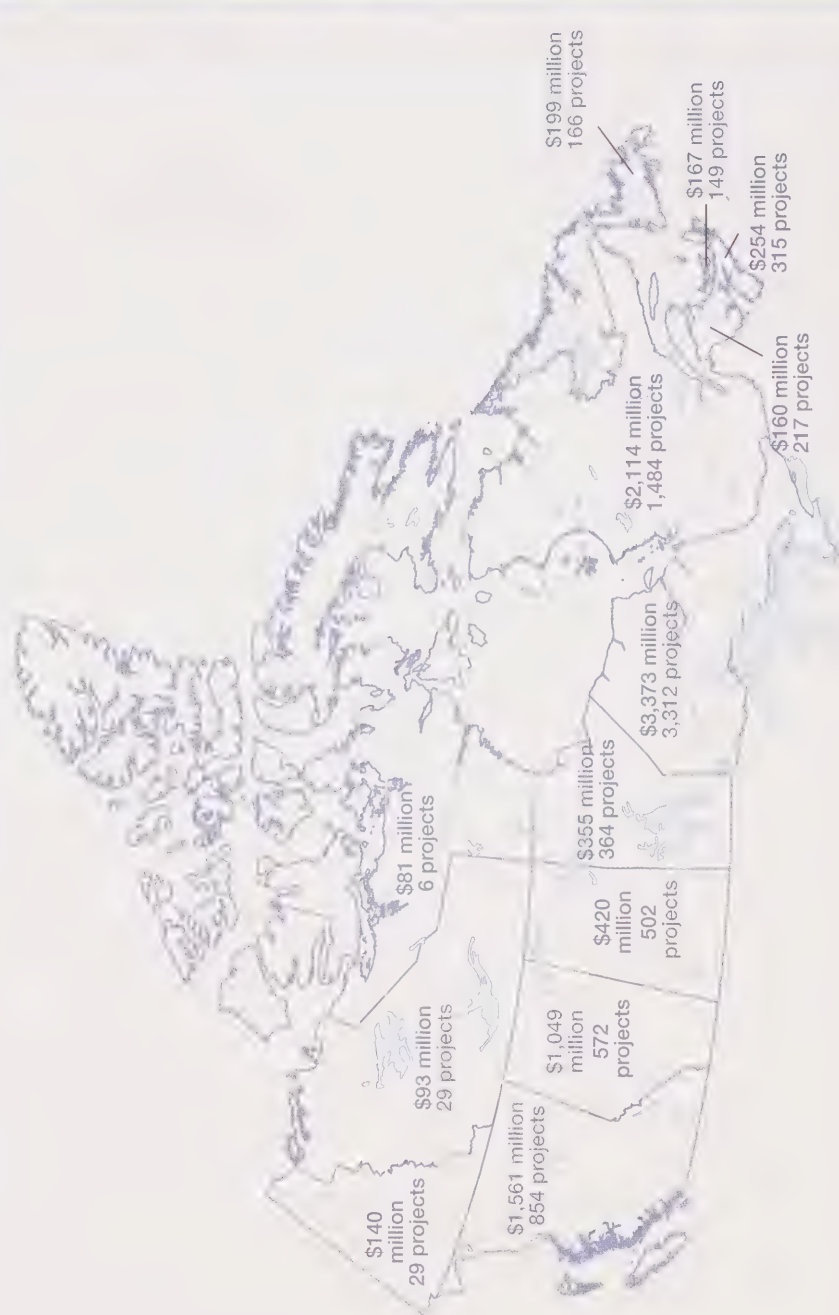 $140
million
29 projects
$93 million
29 projects
$81 million
6 projects
$1,561 million
854 projects
$1,049
million
572
projects
$420
million
502
projects
$355 million
364 projects
$3,373 million
3,312 projects
$2,114 million
1,484 projects
$199 million
166 projects
$167 million
149 projects
$254 million
315 projects
$160 million
217 projects